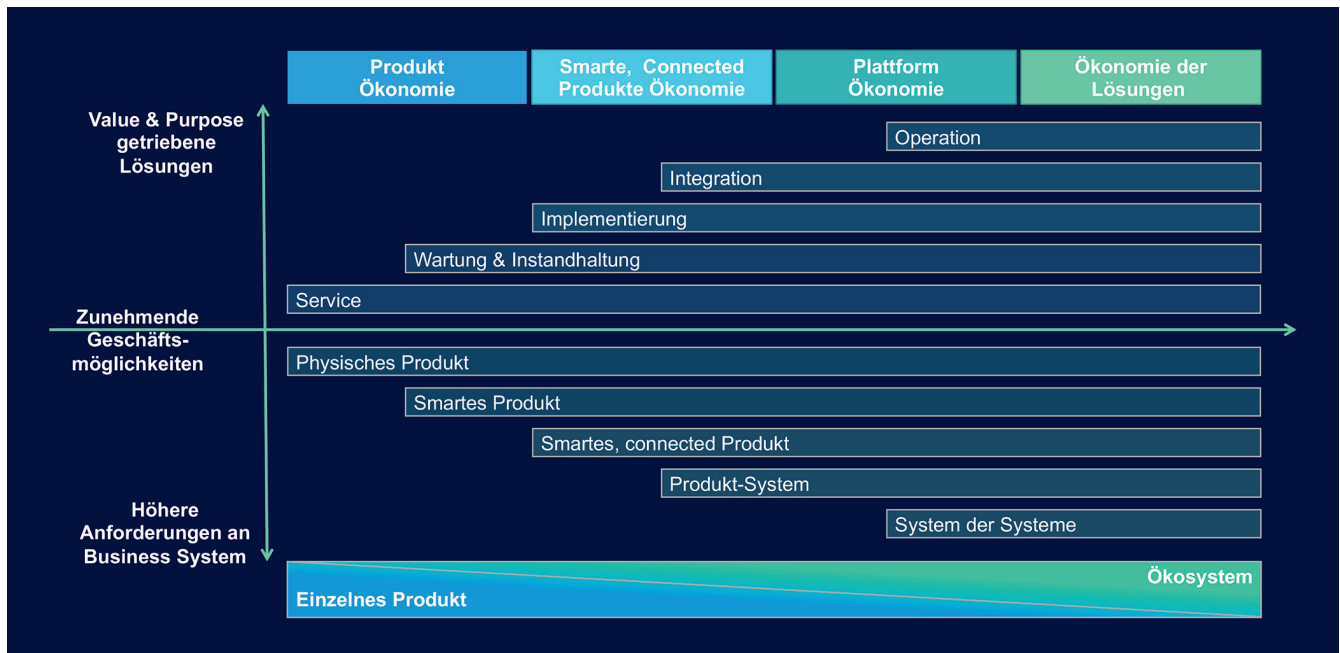 Produkt
Ökonomie
Smarte, Connected
Produkte Ökonomie
Plattform
Ökonomie
Ökonomie der
Lösungen
Value & Purpose
getriebene
Lösungen
Operation
Integration
Implementierung
Wartung & Instandhaltung
Service
Zunehmende
Geschäfts-
möglichkeiten
Physisches Produkt
Smartes Produkt
Smartes, connected Produkt
Produkt-System
System der Systeme
Höhere
Anforderungen an
Business System
Ökosystem
Einzelnes Produkt